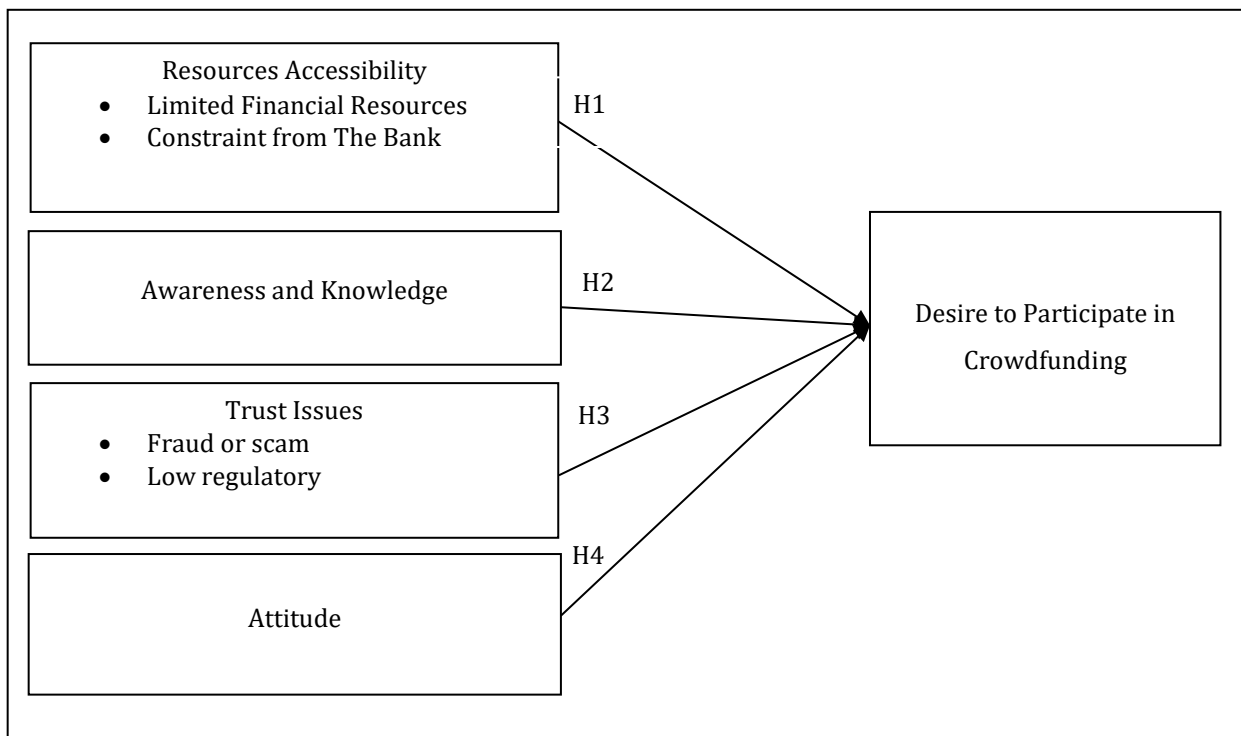 Resources Accessibility
• Limited Financial Resources
• Constraint from The Bank
H1
Awareness and Knowledge
H2
Trust Issues
• Fraud or scam
• Low regulatory
H3
Attitude
H4
Desire to Participate in
Crowdfunding